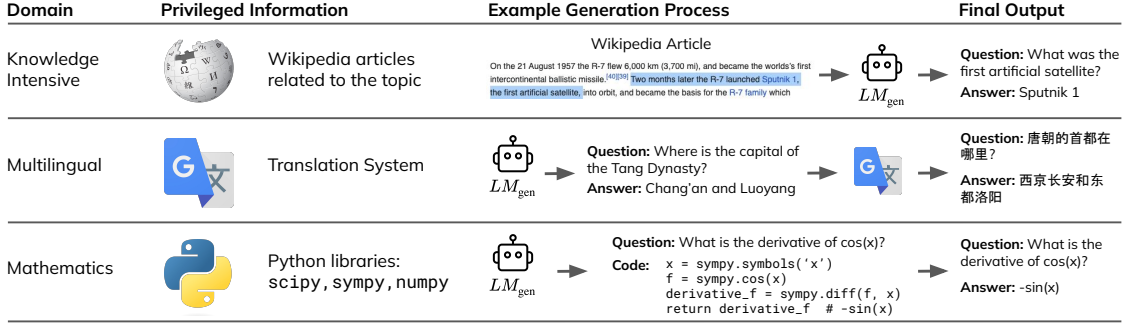 Domain Privileged Information Example Generation Process Final Output
Knowledge Intensive
Ω W И
Wikipedia articles related to the topic
Wikipedia Article
On the 21 August 1957 the R-7 flew 6,000 km (3,700 mi), and became the worlds's first
intercontinental ballistic missile.[40][39] Two months later the R-7 launched Sputnik 1,
the first artificial satellite, into orbit, and became the basis for the R-7 family which
LMgen
Question: What was the
first artificial satellite?
Answer: Sputnik 1
Multilingual
G 文
Translation System
LMgen
Question: Where is the capital of
the Tang Dynasty?
Answer: Chang'an and Luoyang
G 文
Question: 唐朝的首都在
哪里?
Answer: 西京长安和东
都洛阳
Mathematics
Python libraries:
scipy,sympy,numpy
LMgen
Question: What is the derivative of cos(x)?
Code: x = sympy.symbols('x')
f = sympy.cos(x)
derivative_f = sympy.diff(f, x)
return derivative_f # -sin(x)
Question: What is the
derivative of cos(x)?
Answer: -sin(x)